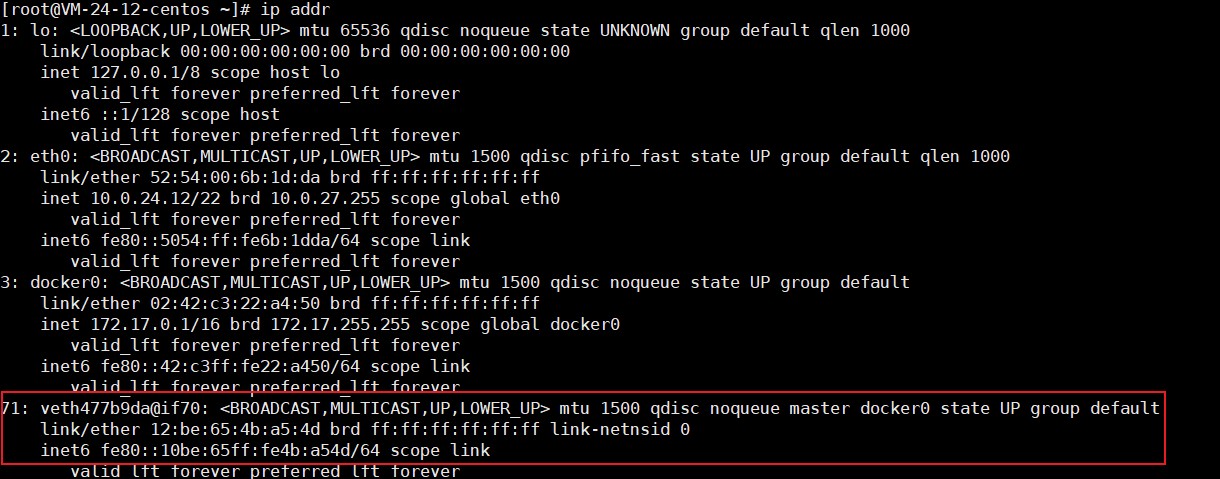 [root@VM-24-12-centos ~]# ip addr
1: lo: <LOOPBACK,UP,LOWER_UP> mtu 65536 qdisc noqueue state UNKNOWN group default qlen 1000
    link/loopback 00:00:00:00:00:00 brd 00:00:00:00:00:00
    inet 127.0.0.1/8 scope host lo
       valid_lft forever preferred_lft forever
    inet6 ::1/128 scope host
       valid_lft forever preferred_lft forever
2: eth0: <BROADCAST,MULTICAST,UP,LOWER_UP> mtu 1500 qdisc pfifo_fast state UP group default qlen 1000
    link/ether 52:54:00:6b:1d:da brd ff:ff:ff:ff:ff:ff
    inet 10.0.24.12/22 brd 10.0.27.255 scope global eth0
       valid_lft forever preferred_lft forever
    inet6 fe80::5054:ff:fe6b:1dda/64 scope link
       valid_lft forever preferred_lft forever
3: docker0: <BROADCAST,MULTICAST,UP,LOWER_UP> mtu 1500 qdisc noqueue state UP group default
    link/ether 02:42:c3:22:a4:50 brd ff:ff:ff:ff:ff:ff
    inet 172.17.0.1/16 brd 172.17.255.255 scope global docker0
       valid_lft forever preferred_lft forever
    inet6 fe80::42:c3ff:fe22:a450/64 scope link
       valid_lft forever preferred_lft forever
71: veth477b9da@if70: <BROADCAST,MULTICAST,UP,LOWER_UP> mtu 1500 qdisc noqueue master docker0 state UP group default
    link/ether 12:be:65:4b:a5:4d brd ff:ff:ff:ff:ff:ff link-netnsid 0
    inet6 fe80::10be:65ff:fe4b:a54d/64 scope link
       valid_lft forever preferred_lft forever